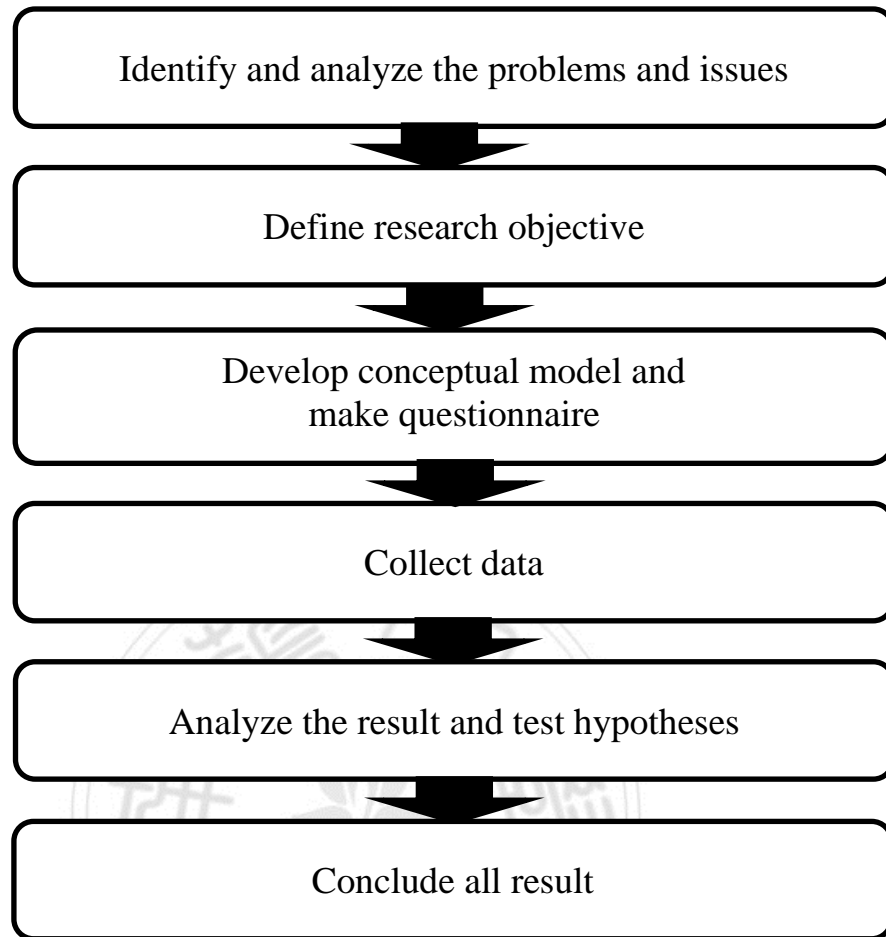 Identify and analyze the problems and issues
Define research objective
Develop conceptual model and
make questionnaire
Collect data
Analyze the result and test hypotheses
Conclude all result